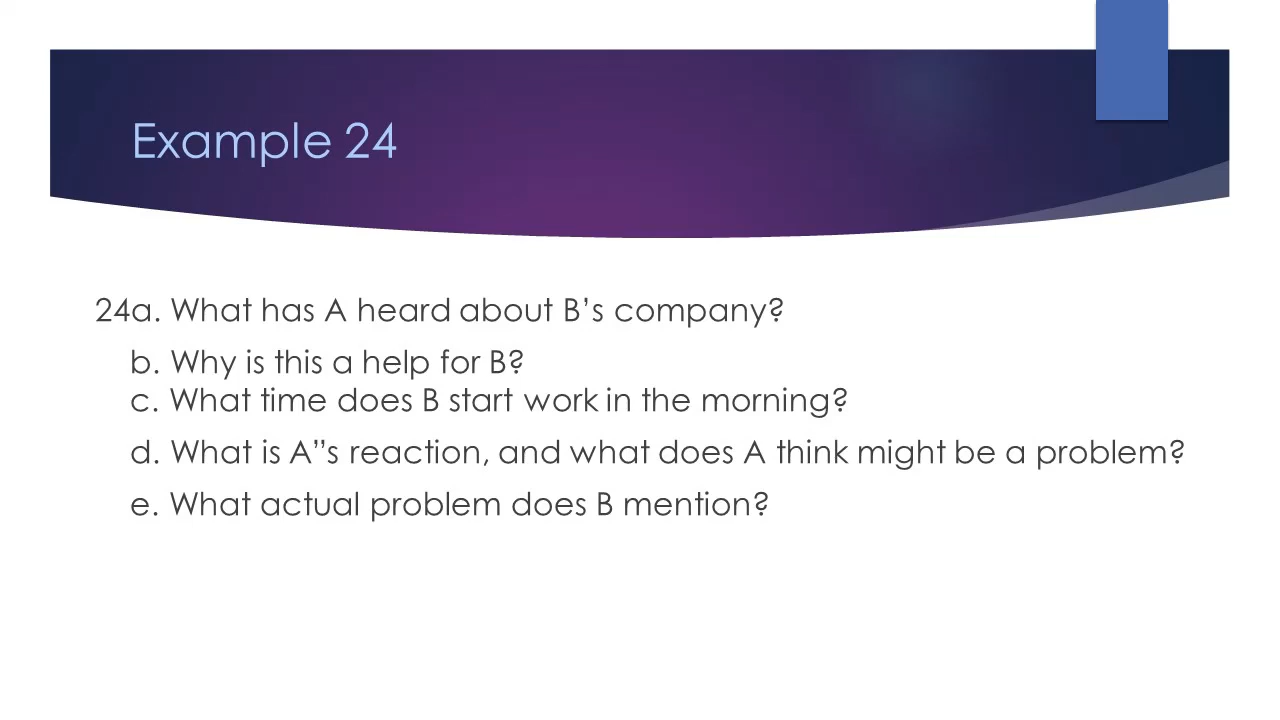 Example 24
24a. What has A heard about B’s company?
b. Why is this a help for B?
c. What time does B start work in the morning?
d. What is A”s reaction, and what does A think might be a problem?
e. What actual problem does B mention?